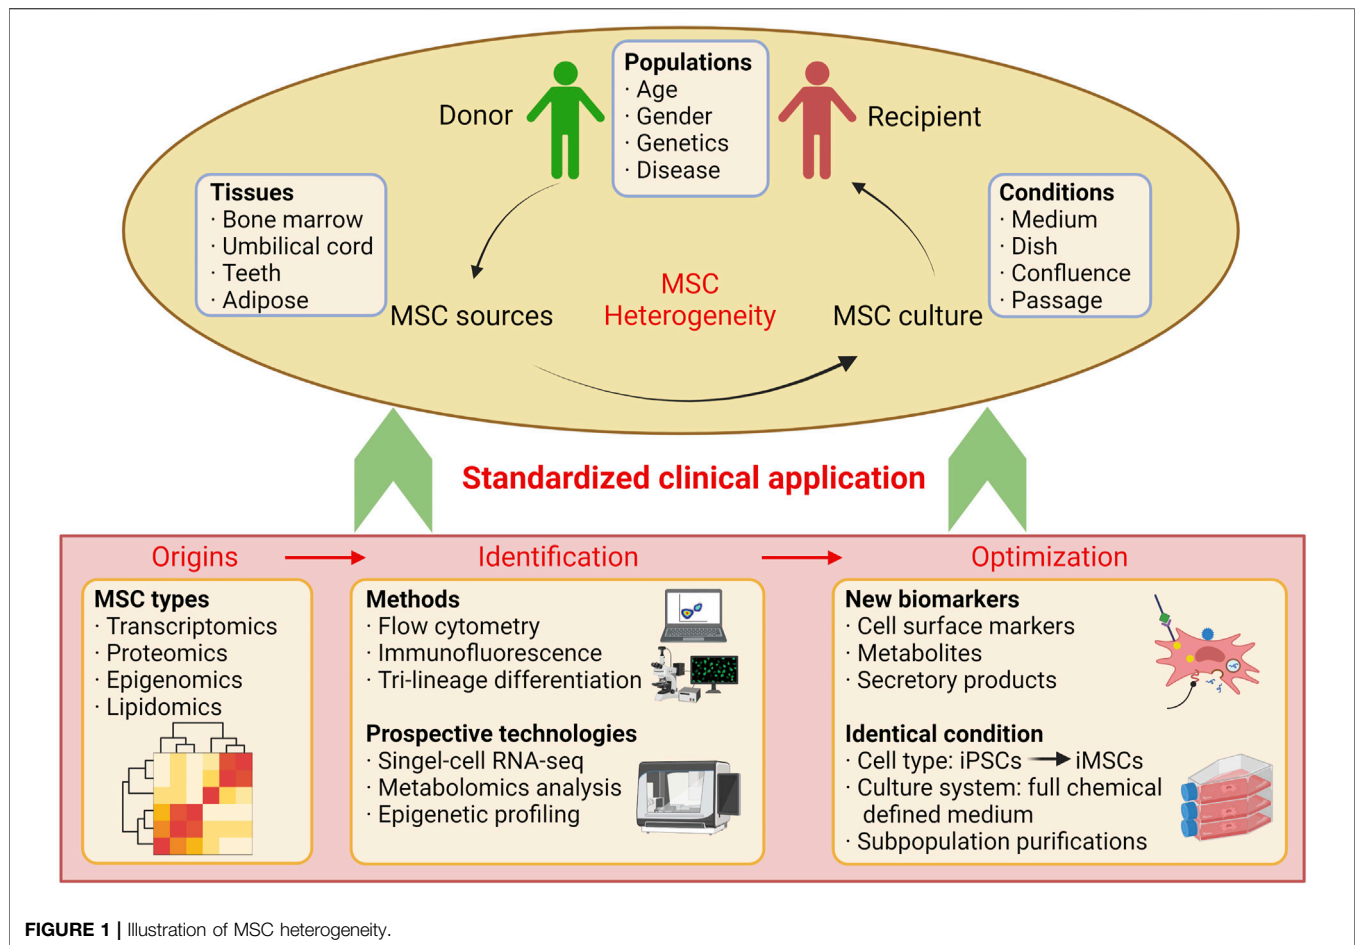 Donor
Populations
· Age
· Gender
· Genetics
· Disease
Recipient
Tissues
· Bone marrow
· Umbilical cord
· Teeth
· Adipose
Conditions
· Medium
· Dish
· Confluence
· Passage
MSC sources
MSC
Heterogeneity
MSC culture
Standardized clinical application
Origins
Identification
Optimization
MSC types
· Transcriptomics
· Proteomics
· Epigenomics
· Lipidomics
Methods
· Flow cytometry
· Immunofluorescence
· Tri-lineage differentiation
Prospective technologies
· Singel-cell RNA-seq
· Metabolomics analysis
· Epigenetic profiling
New biomarkers
· Cell surface markers
· Metabolites
· Secretory products
Identical condition
· Cell type: iPSCs → iMSCs
· Culture system: full chemical
defined medium
· Subpopulation purifications
FIGURE 1 | Illustration of MSC heterogeneity.